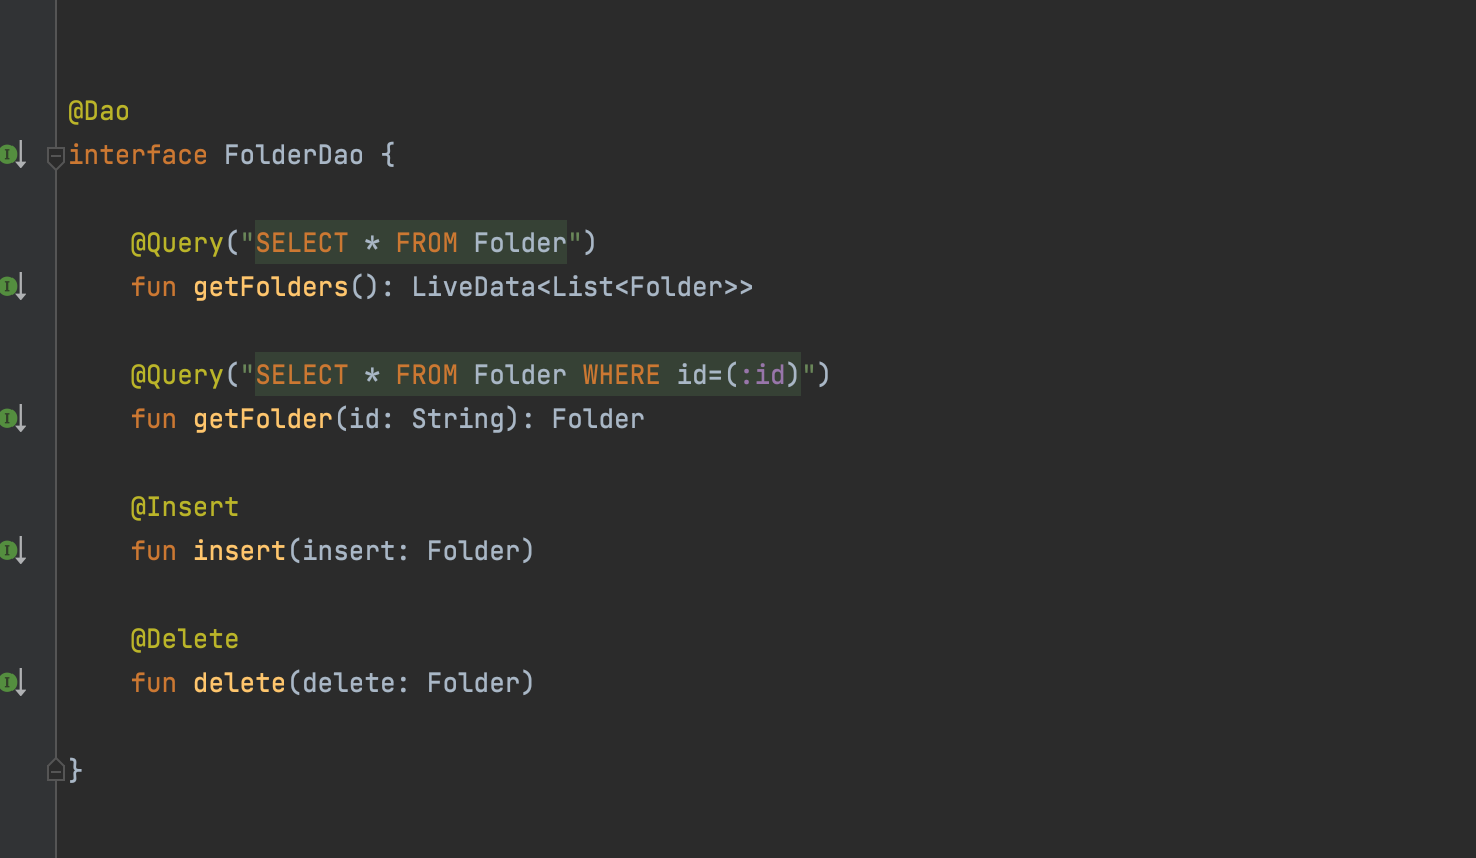 @Dao
interface FolderDao {
@Query("SELECT * FROM Folder")
fun getFolders(): LiveData<List<Folder>>
@Query("SELECT * FROM Folder WHERE id=(:id)")
fun getFolder(id: String): Folder
@Insert
fun insert(insert: Folder)
@Delete
fun delete(delete: Folder)
}